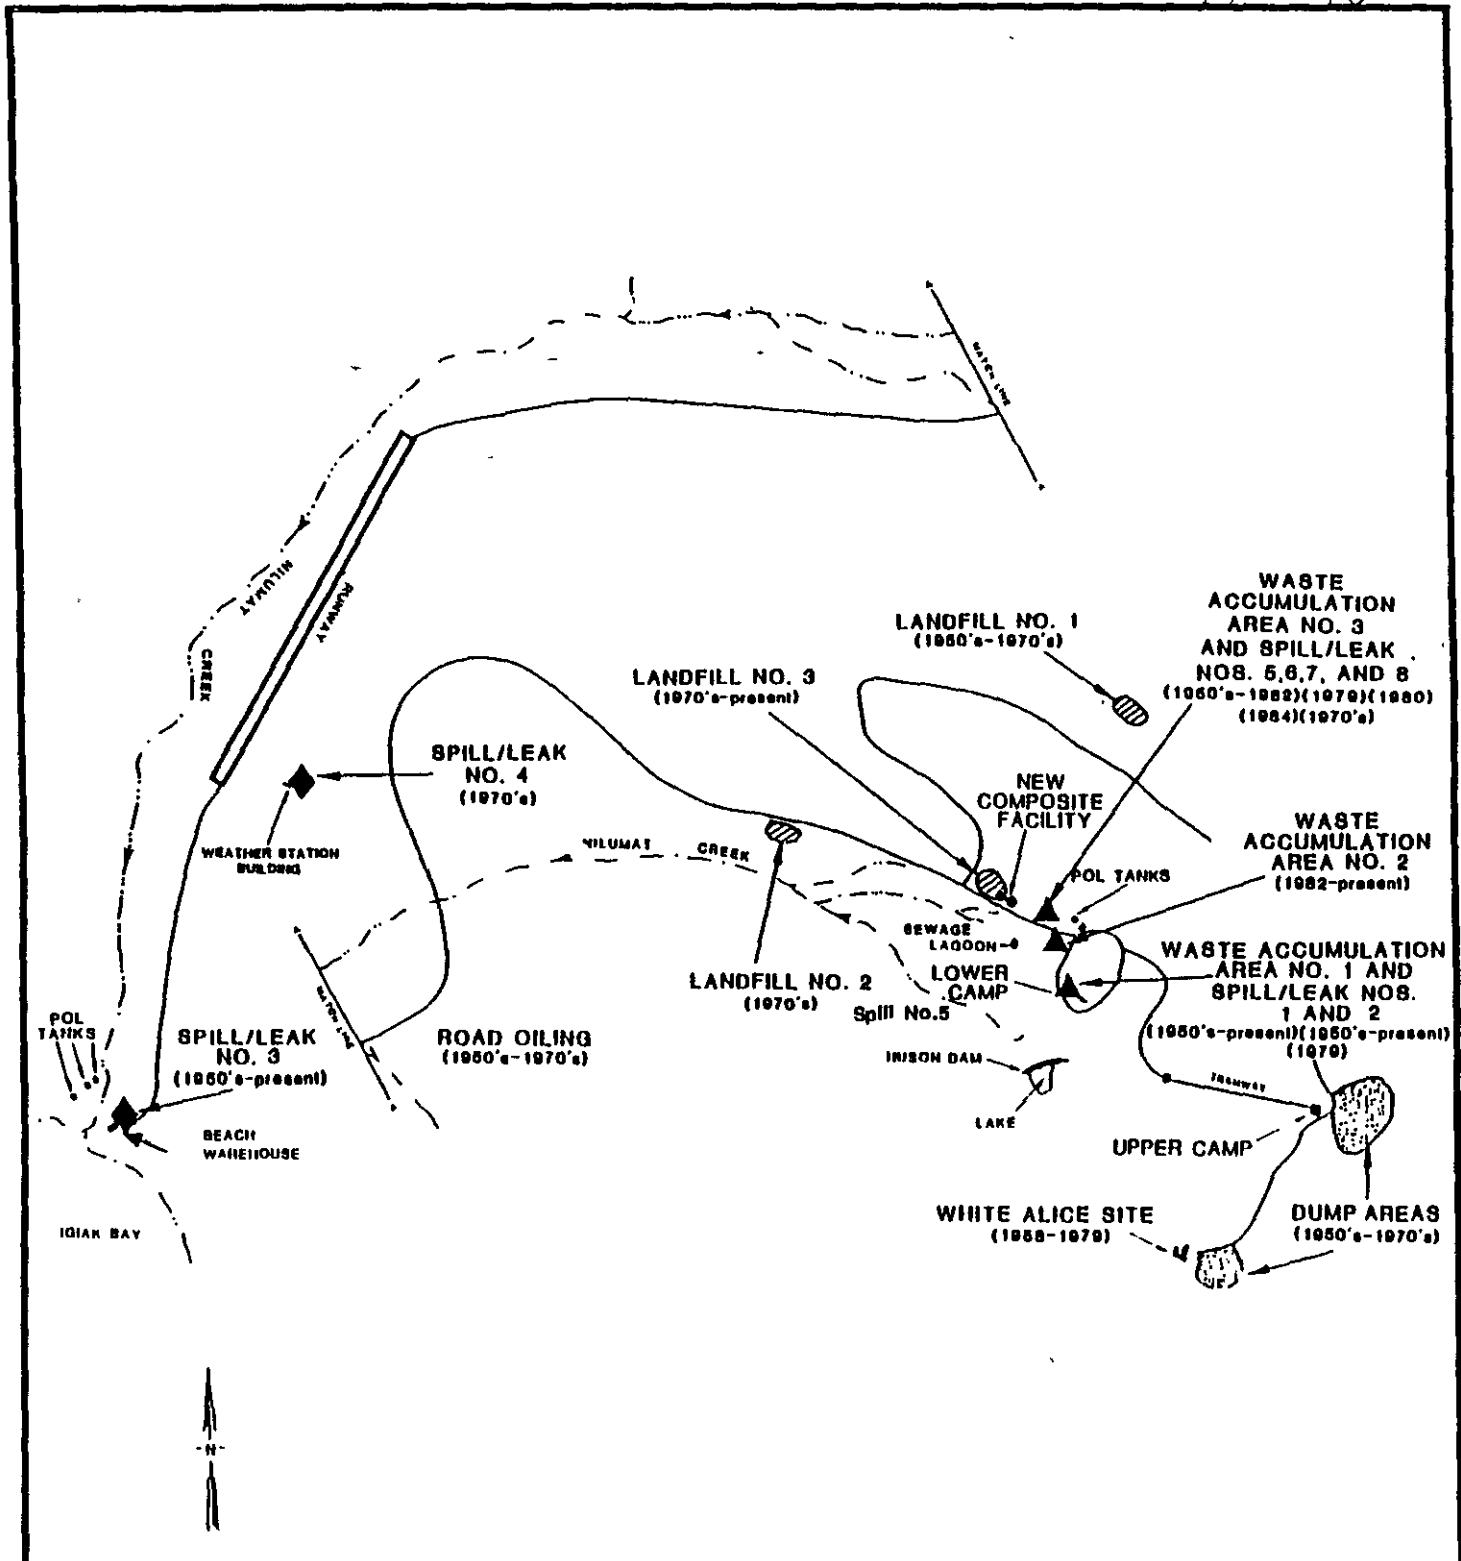 MATCH LINE
NILUMAT
CREEK
RUNWAY
WASTE
ACCUMULATION
AREA NO. 3
AND SPILL/LEAK
NOS. 5,6,7, AND 8
(1950's-1982)(1979)(1980)
(1984)(1970's)
LANDFILL NO. 1
(1950's-1970's)
LANDFILL NO. 3
(1970's-present)
SPILL/LEAK
NO. 4
(1970's)
WEATHER STATION
BUILDING
NEW
COMPOSITE
FACILITY
WASTE
ACCUMULATION
AREA NO. 2
(1982-present)
NILUMAT CREEK
POL TANKS
SEWAGE
LAGOON
LOWER
CAMP
WASTE ACCUMULATION
AREA NO. 1 AND
SPILL/LEAK NOS.
1 AND 2
(1950's-present)(1950's-present)
(1979)
LANDFILL NO. 2
(1970's)
Spill No.5
MATCH LINE
POL
TANKS
SPILL/LEAK
NO. 3
(1950's-present)
ROAD OILING
(1950's-1970's)
DAM
LAKE
TRAMWAY
BEACH
WAREHOUSE
UPPER CAMP
IGIAK BAY
WHITE ALICE SITE
(1958-1979)
DUMP AREAS
(1950's-1970's)
-N-